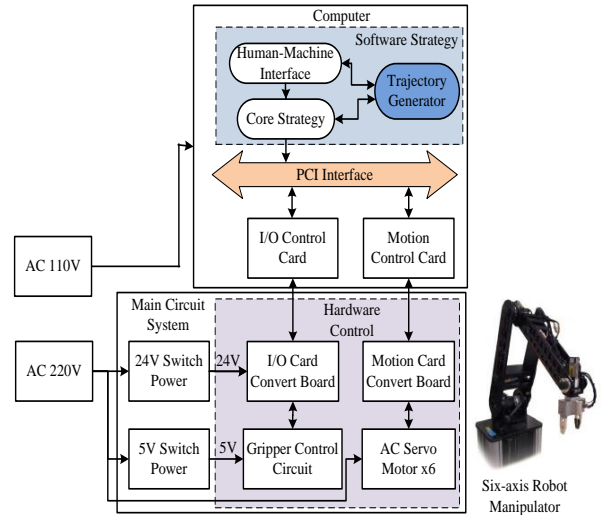 Computer
Software Strategy
Human-Machine
Interface
Trajectory
Generator
Core Strategy
PCI Interface
I/O Control
Card
Motion
Control Card
AC 110V
Main Circuit
System
Hardware
Control
AC 220V
24V Switch
Power
24V
I/O Card
Convert Board
Motion Card
Convert Board
5V Switch
Power
5V
Gripper Control
Circuit
AC Servo
Motor x6
Six-axis Robot
Manipulator